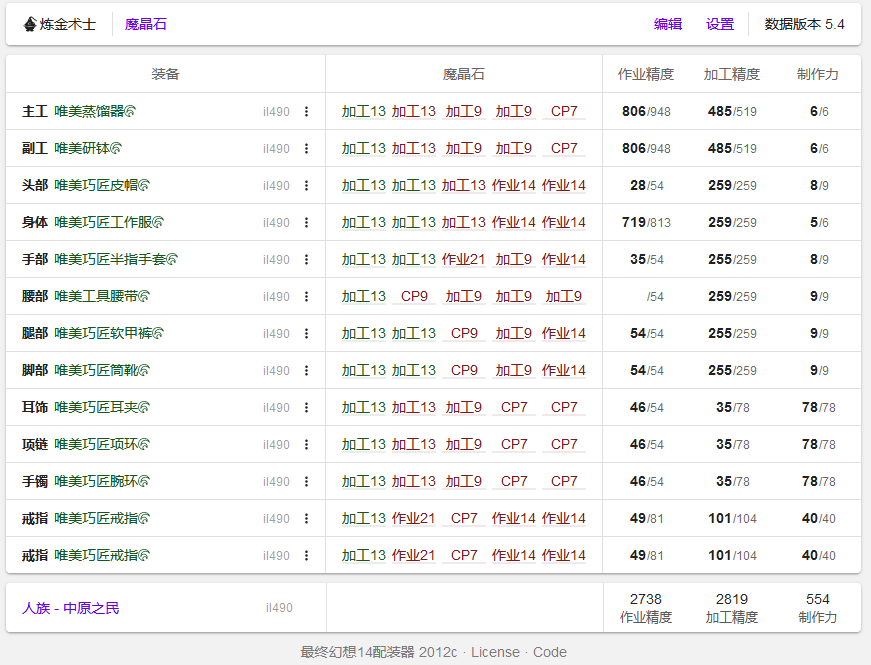 炼金术士 魔晶石 编辑 设置 数据版本 5.4
装备 魔晶石 作业精度 加工精度 制作力
主工 唯美蒸馏器 il490 加工13 加工13 加工9 加工9 CP7 806/948 485/519 6/6
副工 唯美研钵 il490 加工13 加工13 加工9 加工9 CP7 806/948 485/519 6/6
头部 唯美巧匠皮帽 il490 加工13 加工13 加工13 作业14 作业14 28/54 259/259 8/9
身体 唯美巧匠工作服 il490 加工13 加工13 加工13 作业14 作业14 719/813 259/259 5/6
手部 唯美巧匠半指手套 il490 加工13 加工13 作业21 加工9 作业14 35/54 255/259 8/9
腰部 唯美工具腰带 il490 加工13 CP9 加工9 加工9 加工9 /54 259/259 9/9
腿部 唯美巧匠软甲裤 il490 加工13 加工13 CP9 加工9 作业14 54/54 255/259 9/9
脚部 唯美巧匠筒靴 il490 加工13 加工13 CP9 加工9 作业14 54/54 255/259 9/9
耳饰 唯美巧匠耳夹 il490 加工13 加工13 加工9 CP7 CP7 46/54 35/78 78/78
项链 唯美巧匠项环 il490 加工13 加工13 加工9 CP7 CP7 46/54 35/78 78/78
手镯 唯美巧匠腕环 il490 加工13 加工13 加工9 CP7 CP7 46/54 35/78 78/78
戒指 唯美巧匠戒指 il490 加工13 作业21 CP7 作业14 作业14 49/81 101/104 40/40
戒指 唯美巧匠戒指 il490 加工13 作业21 CP7 作业14 作业14 49/81 101/104 40/40
人族 - 中原之民 il490 2738 2819 554
作业精度 加工精度 制作力
最终幻想14配装器 2012c · License · Code